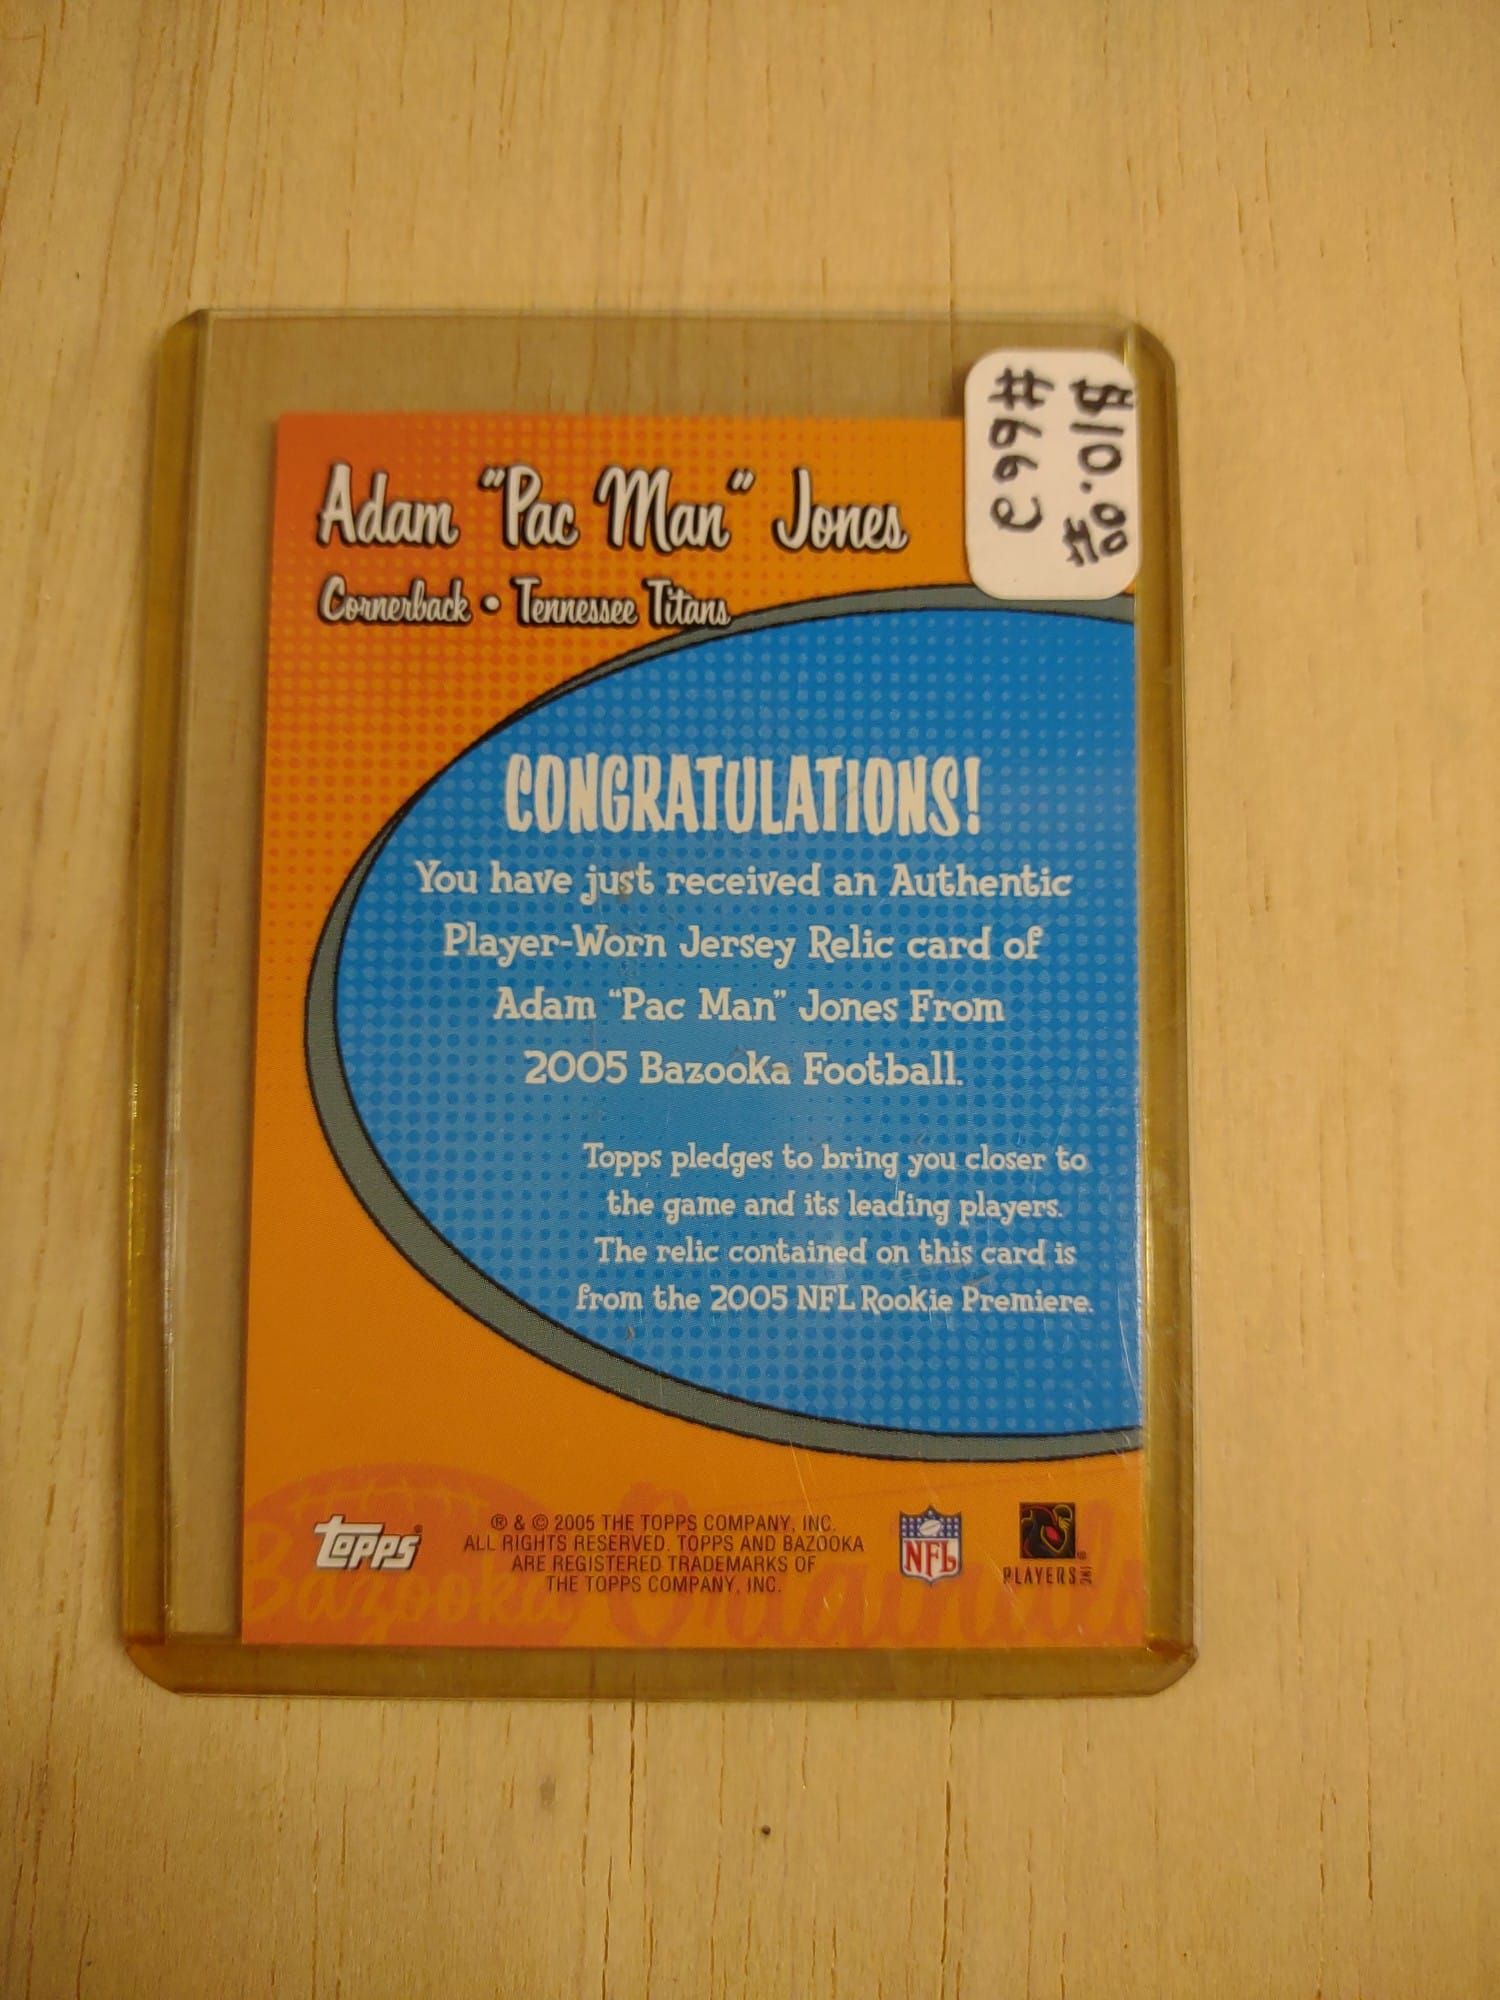 Adam "Pac Man" Jones
Cornerback • Tennessee Titans
$10.00
#66
CONGRATULATIONS!
You have just received an Authentic
Player-Worn Jersey Relic card of
Adam "Pac Man" Jones From
2005 Bazooka Football.
Topps pledges to bring you closer to
the game and its leading players.
The relic contained on this card is
from the 2005 NFL Rookie Premiere.
Topps®
® & © 2005 THE TOPPS COMPANY, INC.
ALL RIGHTS RESERVED. TOPPS AND BAZOOKA
ARE REGISTERED TRADEMARKS OF
THE TOPPS COMPANY, INC.
NFL
PLAYERS INC ®
Bazooka Originals